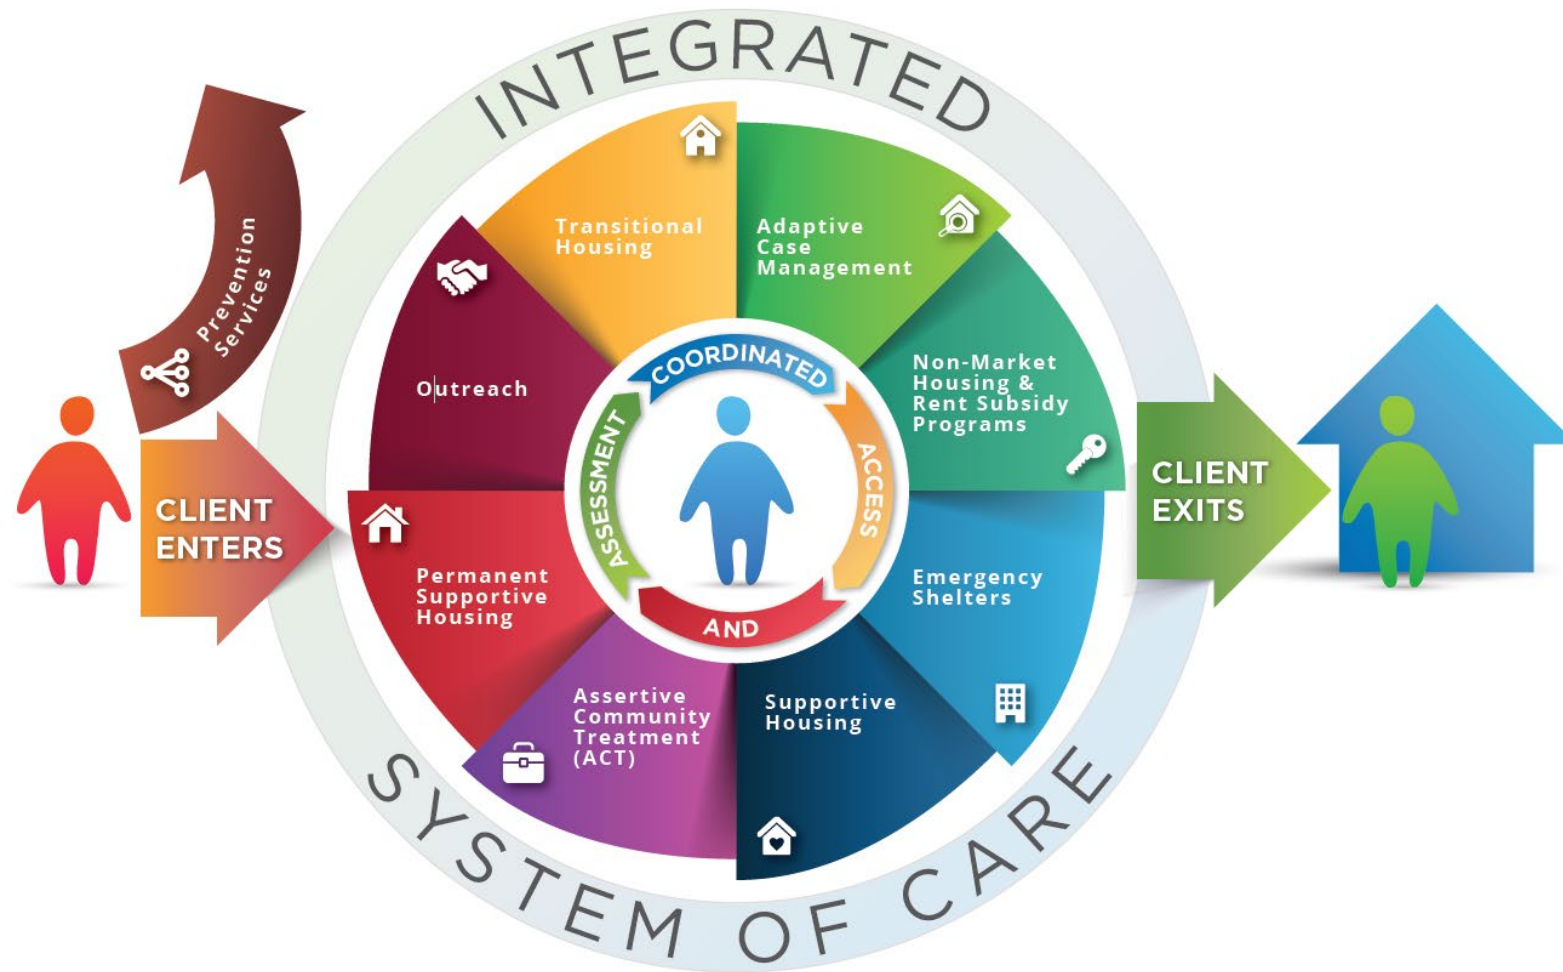 INTEGRATED
SYSTEM OF CARE
Prevention
Services
CLIENT
ENTERS
Transitional
Housing
Adaptive
Case
Management
Non-Market
Housing &
Rent Subsidy
Programs
Emergency
Shelters
Supportive
Housing
Assertive
Community
Treatment
(ACT)
Permanent
Supportive
Housing
Outreach
COORDINATED
ACCESS
AND
ASSESSMENT
CLIENT
EXITS